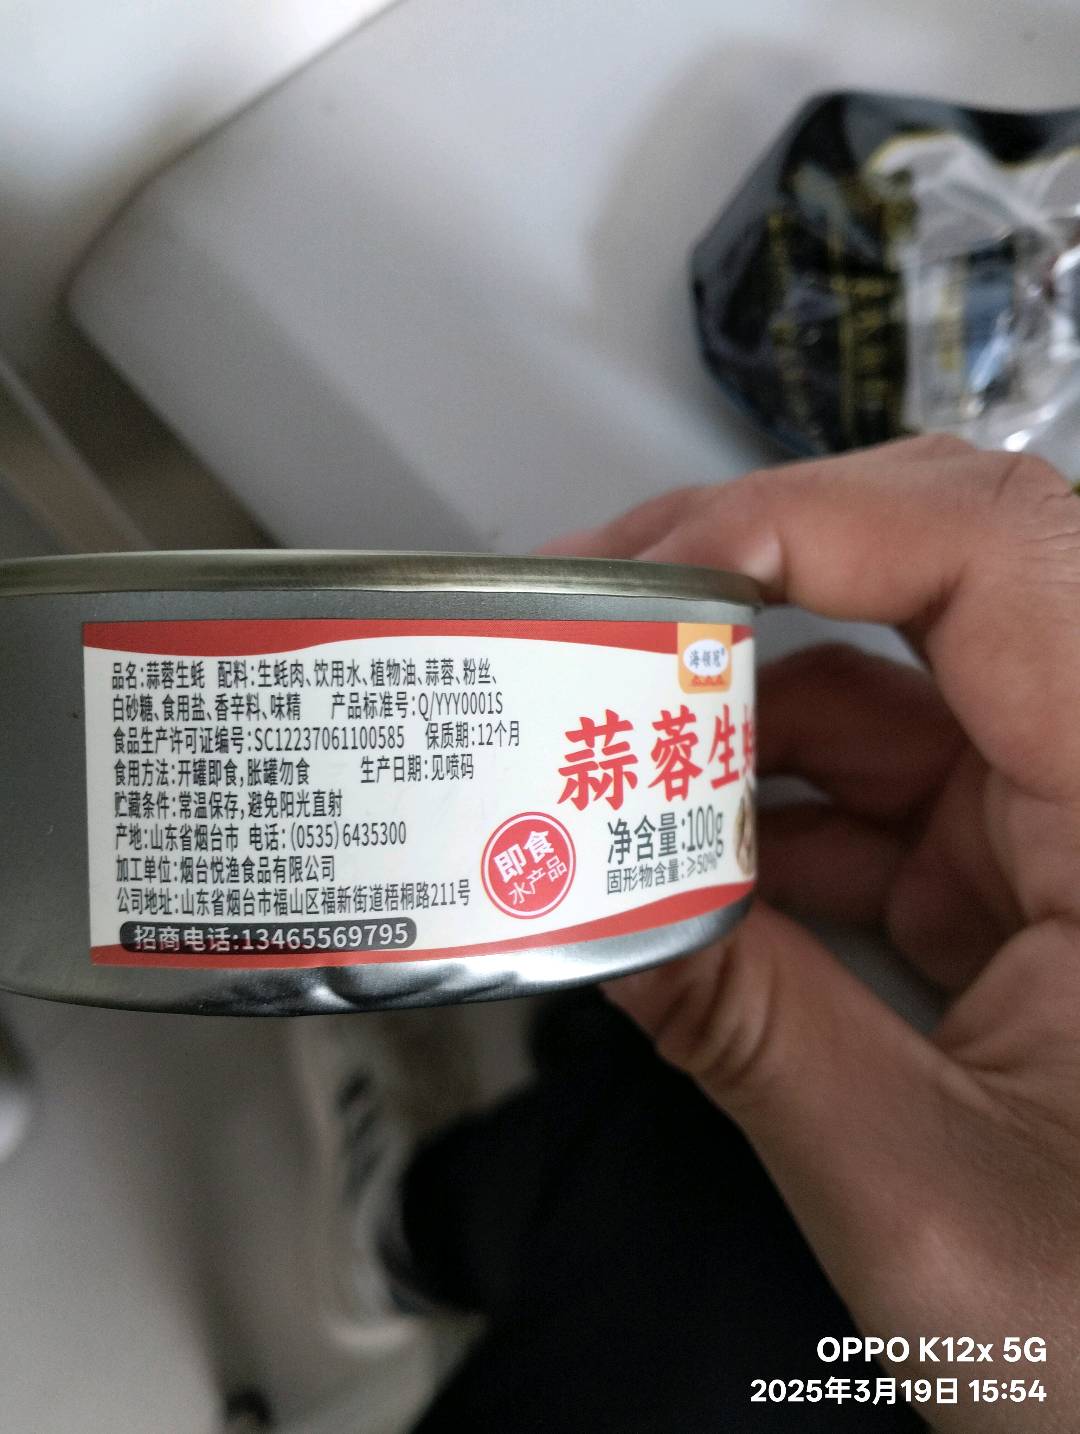 品名:蒜蓉生蚝 配料:生蚝肉、饮用水、植物油、蒜蓉、粉丝、
白砂糖、食用盐、香辛料、味精 产品标准号:Q/YYY0001S
食品生产许可证编号:SC12237061100585 保质期:12个月
食用方法:开罐即食,胀罐勿食 生产日期:见喷码
贮藏条件:常温保存,避免阳光直射
产地:山东省烟台市 电话:(0535)6435300
加工单位:烟台悦渔食品有限公司
公司地址:山东省烟台市福山区福新街道梧桐路211号
招商电话:13465569795
即食
水产品
海领冠®
蒜蓉生蚝
净含量:100g
固形物含量:≥50%
OPPO K12x 5G
2025年3月19日 15:54